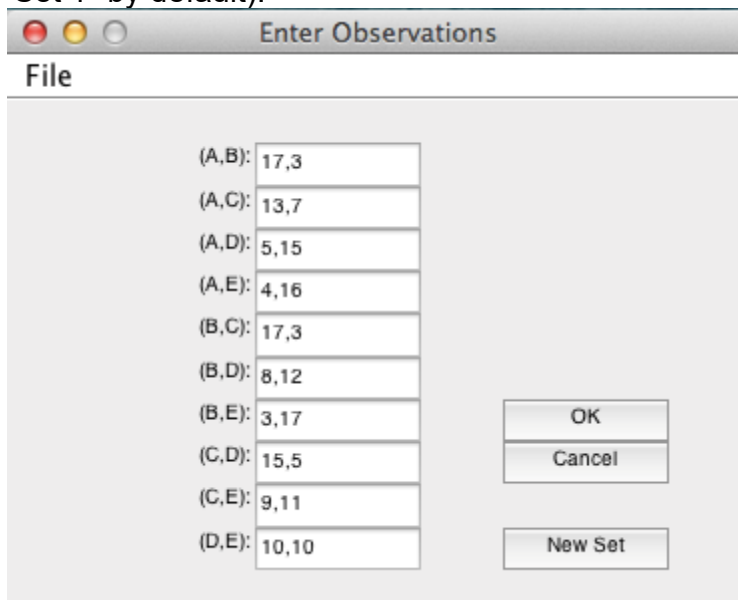 Set 1" by default).
Enter Observations
File
(A,B): 17,3
(A,C): 13,7
(A,D): 5,15
(A,E): 4,16
(B,C): 17,3
(B,D): 8,12
(B,E): 3,17
OK
(C,D): 15,5
Cancel
(C,E): 9,11
(D,E): 10,10
New Set